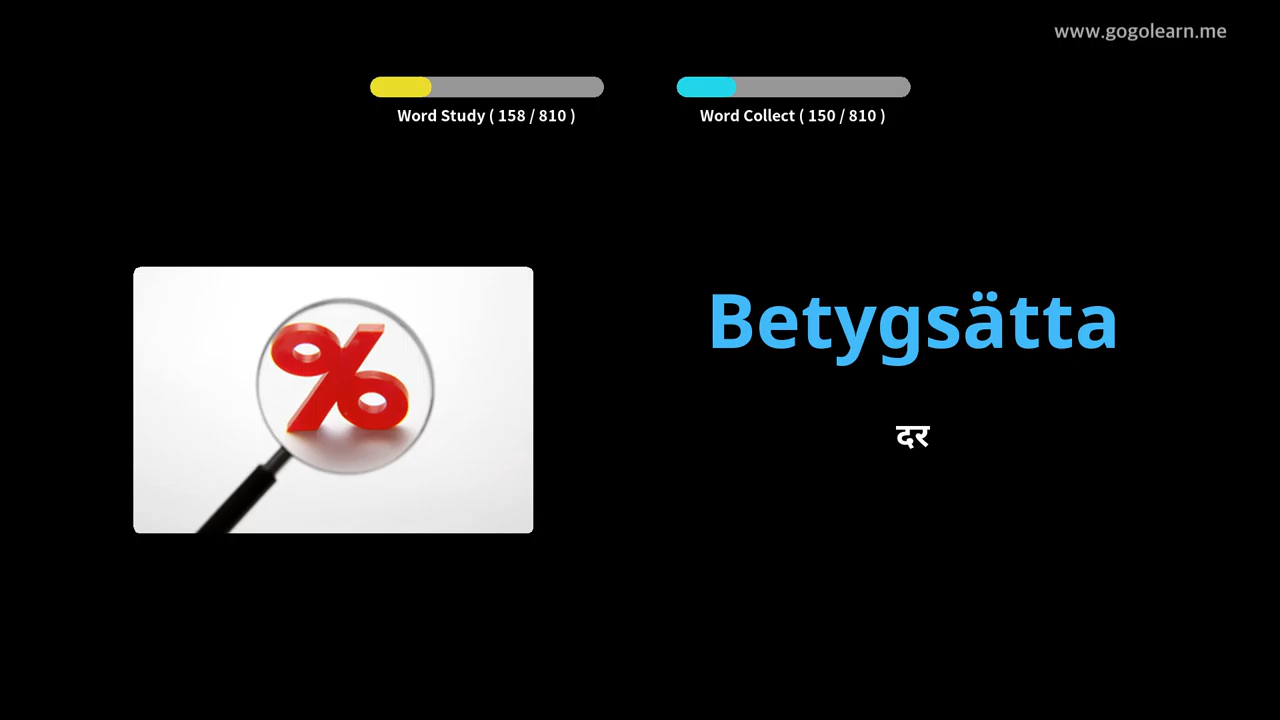 www.gogolearn.me
Word Study ( 158 / 810 )
Word Collect ( 150 / 810 )
%
Betygsätta
दर